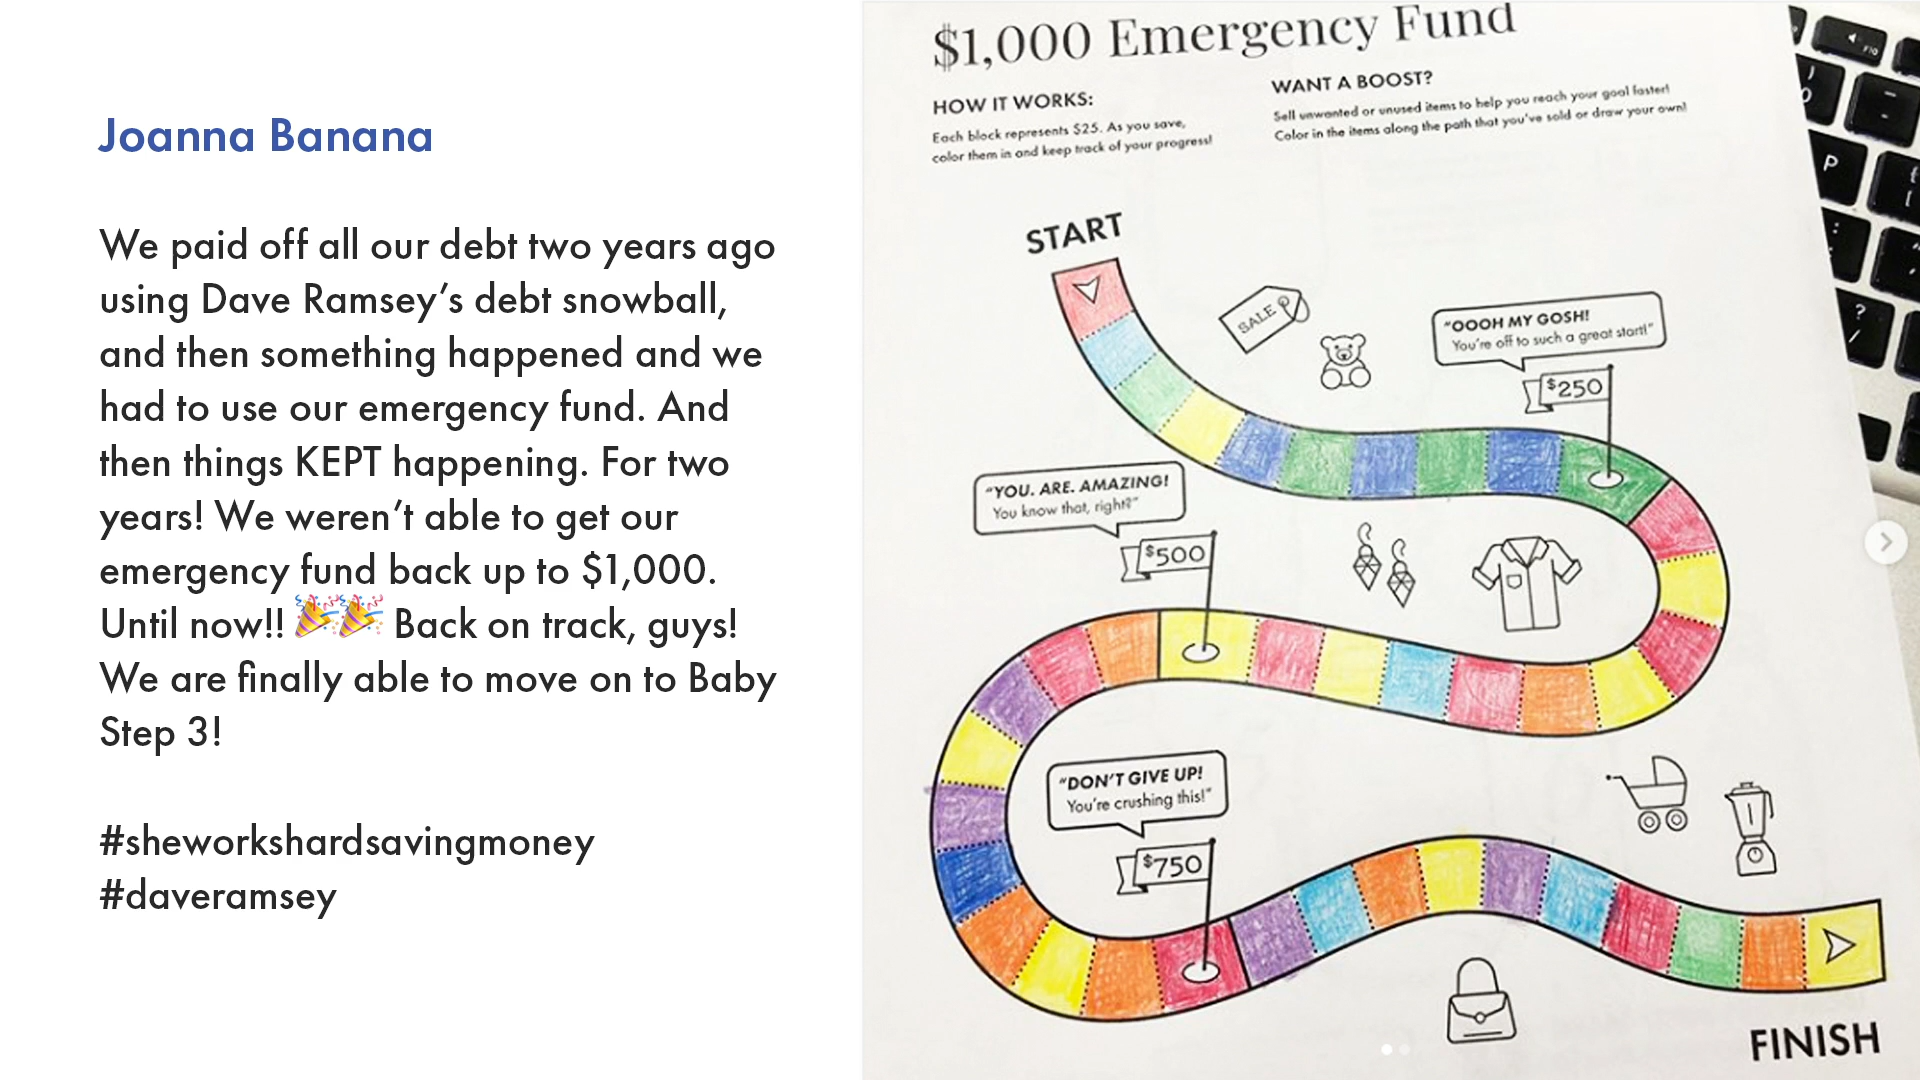 Joanna Banana
We paid off all our debt two years ago
using Dave Ramsey’s debt snowball,
and then something happened and we
had to use our emergency fund. And
then things KEPT happening. For two
years! We weren’t able to get our
emergency fund back up to $1,000.
Until now!! 🎉🎉 Back on track, guys!
We are finally able to move on to Baby
Step 3!
#sheworkshardsavingmoney
#daveramsey
$1,000 Emergency Fund
HOW IT WORKS:
Each block represents $25. As you save,
color them in and keep track of your progress!
WANT A BOOST?
Sell unwanted or unused items to help you reach your goal faster!
Color in the items along the path that you've sold or draw your own!
START
SALE
"OOOH MY GOSH!
You're off to such a great start!"
$250
"YOU. ARE. AMAZING!
You know that, right?"
$500
"DON'T GIVE UP!
You're crushing this!"
$750
FINISH
F10
P
?
/